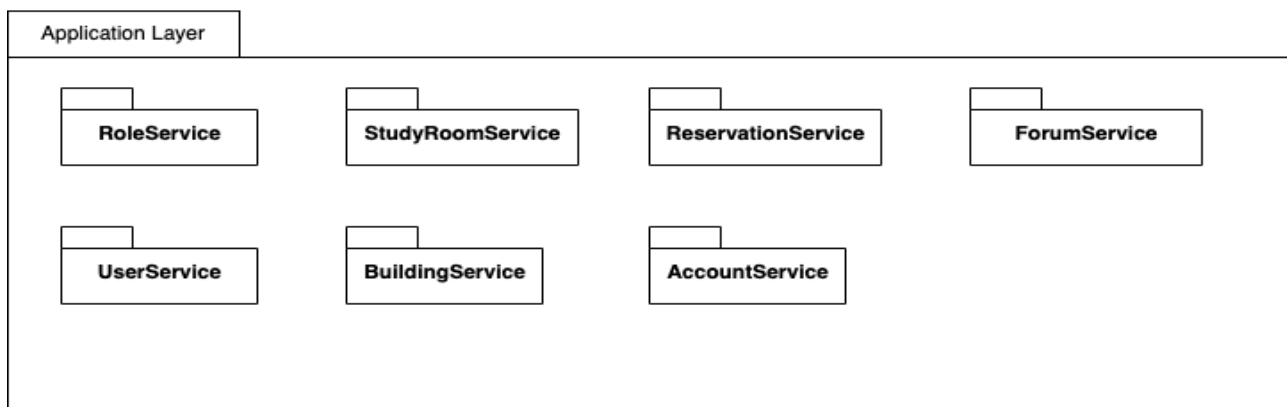 Application Layer
RoleService
StudyRoomService
ReservationService
ForumService
UserService
BuildingService
AccountService